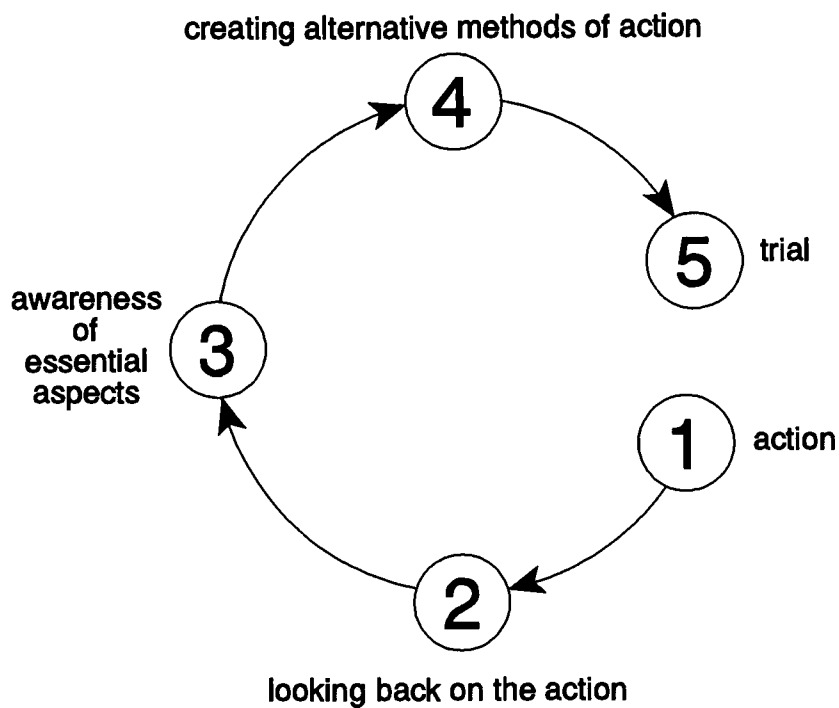 creating alternative methods of action
4
5
trial
awareness
of
essential
aspects
3
1
action
2
looking back on the action